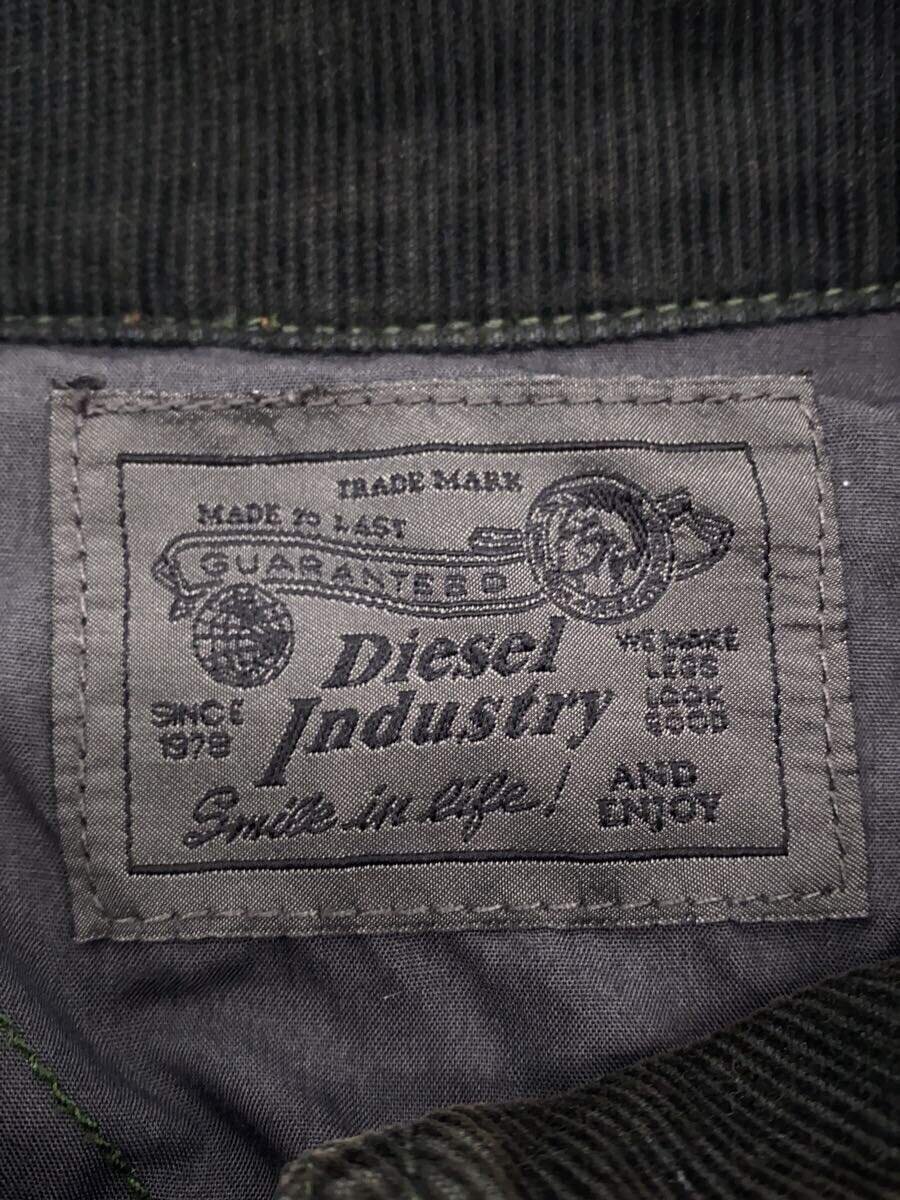 TRADE MARK
MADE TO LAST
GUARANTEED
Diesel
Industry
SINCE
1978
WE MAKE
LEGS
LOOK
GOOD
Smile in life!
AND
ENJOY